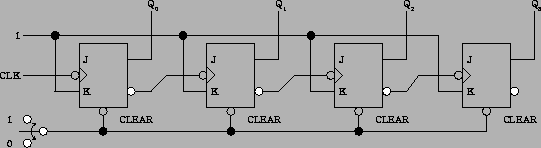 Q₀ Q₁ Q₂ Q₃
1
J J J J
CLK
K K K K
1 CLEAR CLEAR CLEAR CLEAR
0